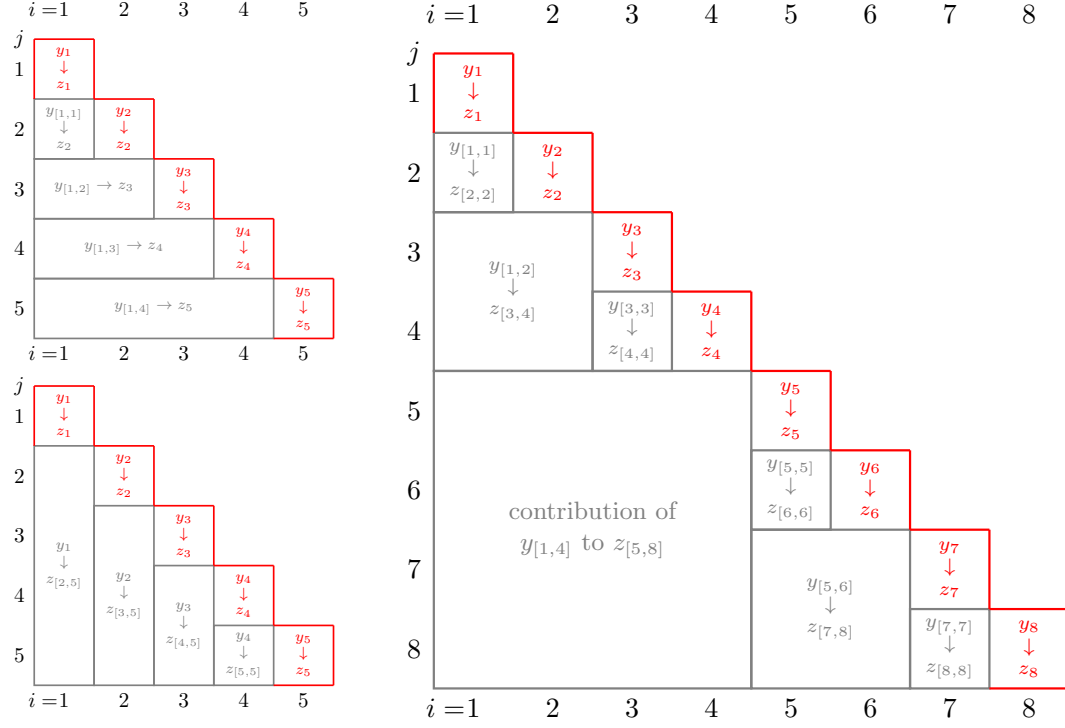 i = 1 2 3 4 5
j
1 y₁ ↓ z₁
2 y[1,1] ↓ z₂ y₂ ↓ z₂
3 y[1,2] → z₃ y₃ ↓ z₃
4 y[1,3] → z₄ y₄ ↓ z₄
5 y[1,4] → z₅ y₅ ↓ z₅
i = 1 2 3 4 5
j
1 y₁ ↓ z₁
2 y₂ ↓ z₂
3 y₃ ↓ z₃
4 y₁ ↓ z[2,5] y₂ ↓ z[3,5] y₃ ↓ z[4,5] y₄ ↓ z₄
5 y₄ ↓ z[5,5] y₅ ↓ z₅
i = 1 2 3 4 5
i = 1 2 3 4 5 6 7 8
j
1 y₁ ↓ z₁
2 y[1,1] ↓ z[2,2] y₂ ↓ z₂
3 y[1,2] ↓ z[3,4] y₃ ↓ z₃
4 y[3,3] ↓ z[4,4] y₄ ↓ z₄
5 y₅ ↓ z₅
6 y[5,5] ↓ z[6,6] y₆ ↓ z₆
contribution of
y[1,4] to z[5,8]
7 y[5,6] ↓ z[7,8] y₇ ↓ z₇
8 y[7,7] ↓ z[8,8] y₈ ↓ z₈
i = 1 2 3 4 5 6 7 8